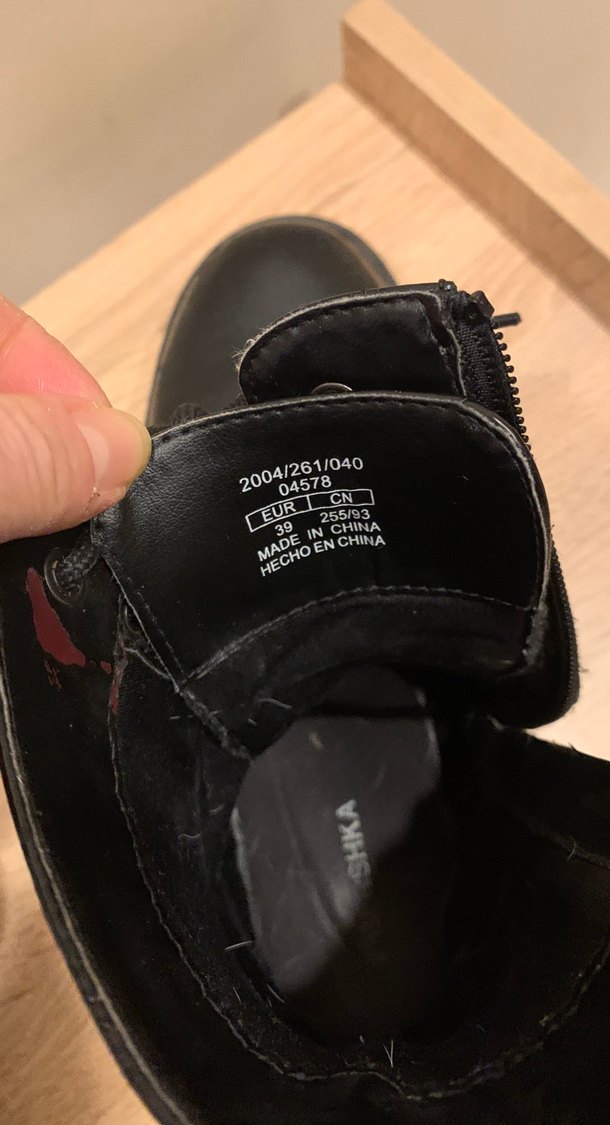 2004/261/040
04578
EUR CN
39 255/93
MADE IN CHINA
HECHO EN CHINA
SHKA